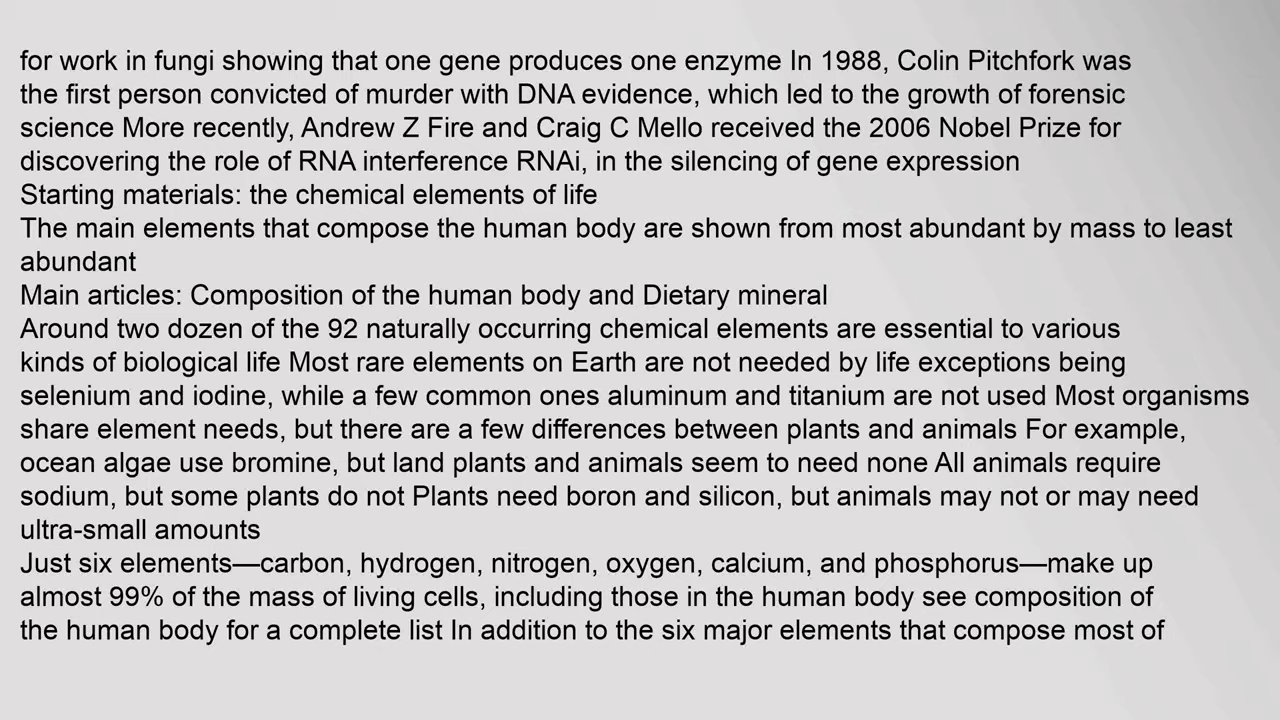 for work in fungi showing that one gene produces one enzyme In 1988, Colin Pitchfork was
the first person convicted of murder with DNA evidence, which led to the growth of forensic
science More recently, Andrew Z Fire and Craig C Mello received the 2006 Nobel Prize for
discovering the role of RNA interference RNAi, in the silencing of gene expression
Starting materials: the chemical elements of life
The main elements that compose the human body are shown from most abundant by mass to least
abundant
Main articles: Composition of the human body and Dietary mineral
Around two dozen of the 92 naturally occurring chemical elements are essential to various
kinds of biological life Most rare elements on Earth are not needed by life exceptions being
selenium and iodine, while a few common ones aluminum and titanium are not used Most organisms
share element needs, but there are a few differences between plants and animals For example,
ocean algae use bromine, but land plants and animals seem to need none All animals require
sodium, but some plants do not Plants need boron and silicon, but animals may not or may need
ultra-small amounts
Just six elements—carbon, hydrogen, nitrogen, oxygen, calcium, and phosphorus—make up
almost 99% of the mass of living cells, including those in the human body see composition of
the human body for a complete list In addition to the six major elements that compose most of